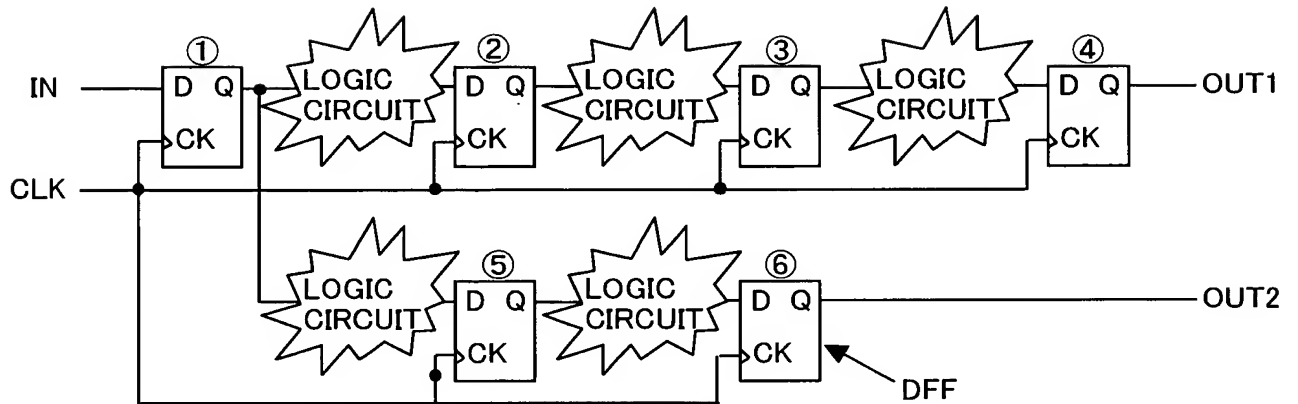 ① ② ③ ④
IN D Q LOGIC CIRCUIT D Q LOGIC CIRCUIT D Q LOGIC CIRCUIT D Q OUT1
CK CK CK CK
CLK
⑤ ⑥
LOGIC CIRCUIT D Q LOGIC CIRCUIT D Q OUT2
CK CK
DFF